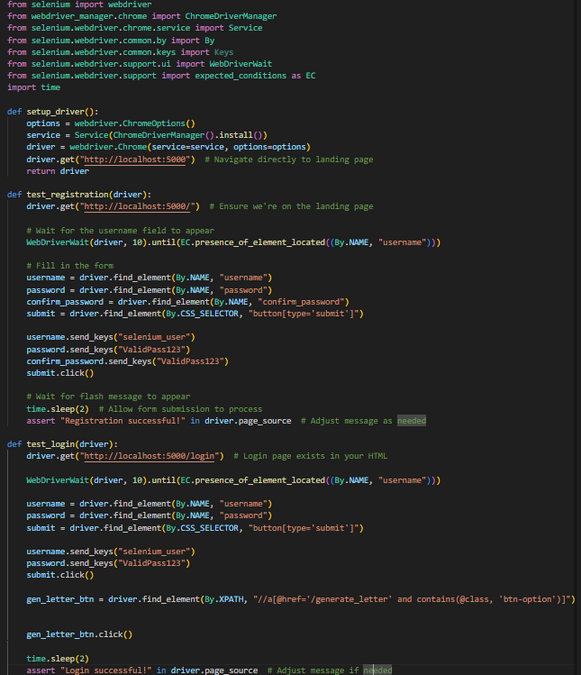 from selenium import webdriver
from webdriver_manager.chrome import ChromeDriverManager
from selenium.webdriver.chrome.service import Service
from selenium.webdriver.common.by import By
from selenium.webdriver.common.keys import Keys
from selenium.webdriver.support.ui import WebDriverWait
from selenium.webdriver.support import expected_conditions as EC
import time

def setup_driver():
    options = webdriver.ChromeOptions()
    service = Service(ChromeDriverManager().install())
    driver = webdriver.Chrome(service=service, options=options)
    driver.get("http://localhost:5000")  # Navigate directly to landing page
    return driver

def test_registration(driver):
    driver.get("http://localhost:5000/")  # Ensure we're on the landing page

    # Wait for the username field to appear
    WebDriverWait(driver, 10).until(EC.presence_of_element_located((By.NAME, "username")))

    # Fill in the form
    username = driver.find_element(By.NAME, "username")
    password = driver.find_element(By.NAME, "password")
    confirm_password = driver.find_element(By.NAME, "confirm_password")
    submit = driver.find_element(By.CSS_SELECTOR, "button[type='submit']")

    username.send_keys("selenium_user")
    password.send_keys("ValidPass123")
    confirm_password.send_keys("ValidPass123")
    submit.click()

    # Wait for flash message to appear
    time.sleep(2)  # Allow form submission to process
    assert "Registration successful!" in driver.page_source  # Adjust message as needed

def test_login(driver):
    driver.get("http://localhost:5000/login")  # Login page exists in your HTML

    WebDriverWait(driver, 10).until(EC.presence_of_element_located((By.NAME, "username")))

    username = driver.find_element(By.NAME, "username")
    password = driver.find_element(By.NAME, "password")
    submit = driver.find_element(By.CSS_SELECTOR, "button[type='submit']")

    username.send_keys("selenium_user")
    password.send_keys("ValidPass123")
    submit.click()

    gen_letter_btn = driver.find_element(By.XPATH, "//a[@href='/generate_letter' and contains(@class, 'btn-option')]")


    gen_letter_btn.click()

    time.sleep(2)
    assert "Login successful!" in driver.page_source  # Adjust message if needed